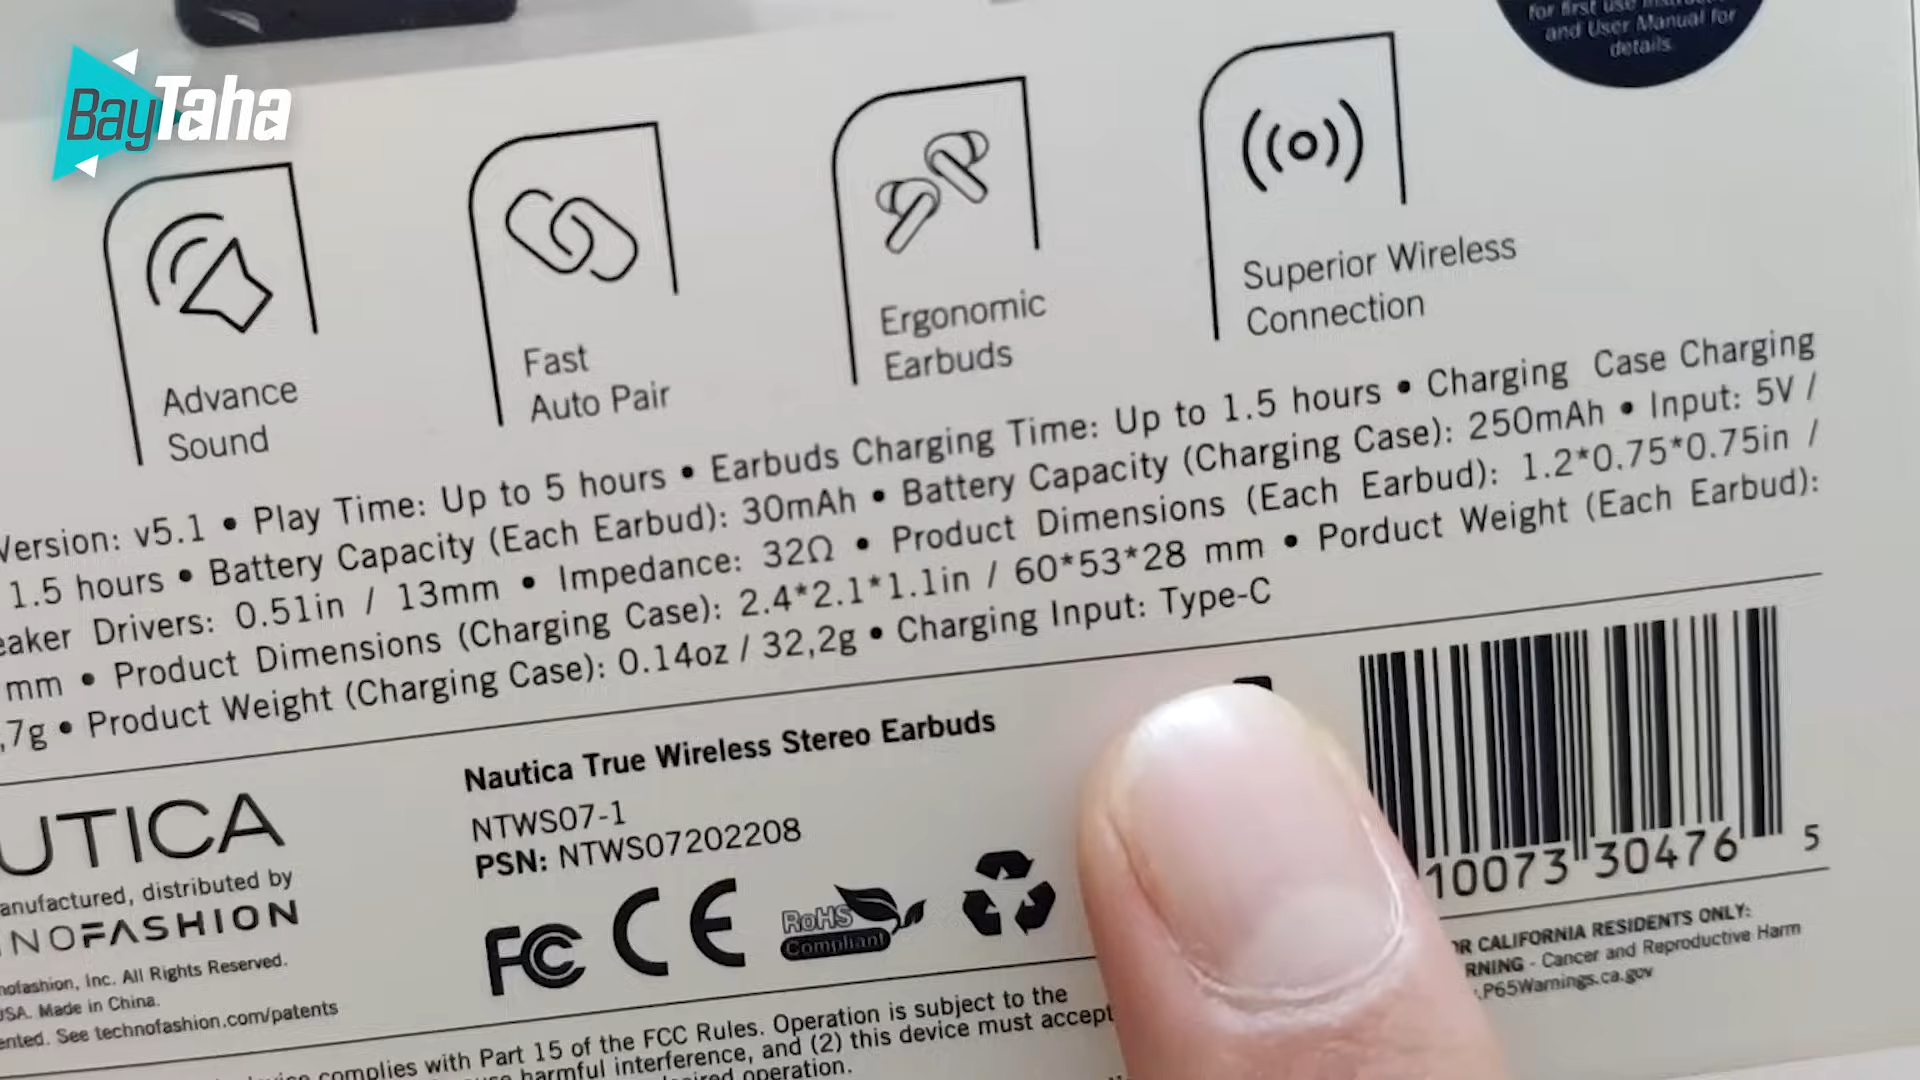 BayTaha
for first use
and User Manual for
details
Advance
Sound
Fast
Auto Pair
Ergonomic
Earbuds
Superior Wireless
Connection
Version: v5.1 • Play Time: Up to 5 hours • Earbuds Charging Time: Up to 1.5 hours • Charging Case Charging
1.5 hours • Battery Capacity (Each Earbud): 30mAh • Battery Capacity (Charging Case): 250mAh • Input: 5V /
eaker Drivers: 0.51in / 13mm • Impedance: 32Ω • Product Dimensions (Each Earbud): 1.2*0.75*0.75in /
mm • Product Dimensions (Charging Case): 2.4*2.1*1.1in / 60*53*28 mm • Porduct Weight (Each Earbud):
,7g • Product Weight (Charging Case): 0.14oz / 32,2g • Charging Input: Type-C
UTICA
anufactured, distributed by
NOFASHION
nofashion, Inc. All Rights Reserved.
USA. Made in China.
ented. See technofashion.com/patents
Nautica True Wireless Stereo Earbuds
NTWS07-1
PSN: NTWS07202208
FC CE RoHS
Compliant
10073 30476 5
OR CALIFORNIA RESIDENTS ONLY:
RNING - Cancer and Reproductive Harm
.P65Warnings.ca.gov
complies with Part 15 of the FCC Rules. Operation is subject to the
harmful interference, and (2) this device must accept
operation.